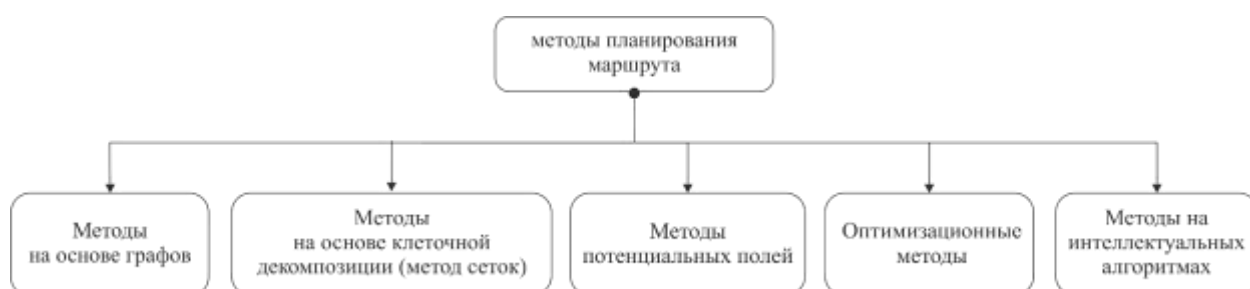 методы планирования
маршрута
Методы
на основе графов
Методы
на основе клеточной
декомпозиции (метод сеток)
Методы
потенциальных полей
Оптимизационные
методы
Методы на
интеллектуальных
алгоритмах